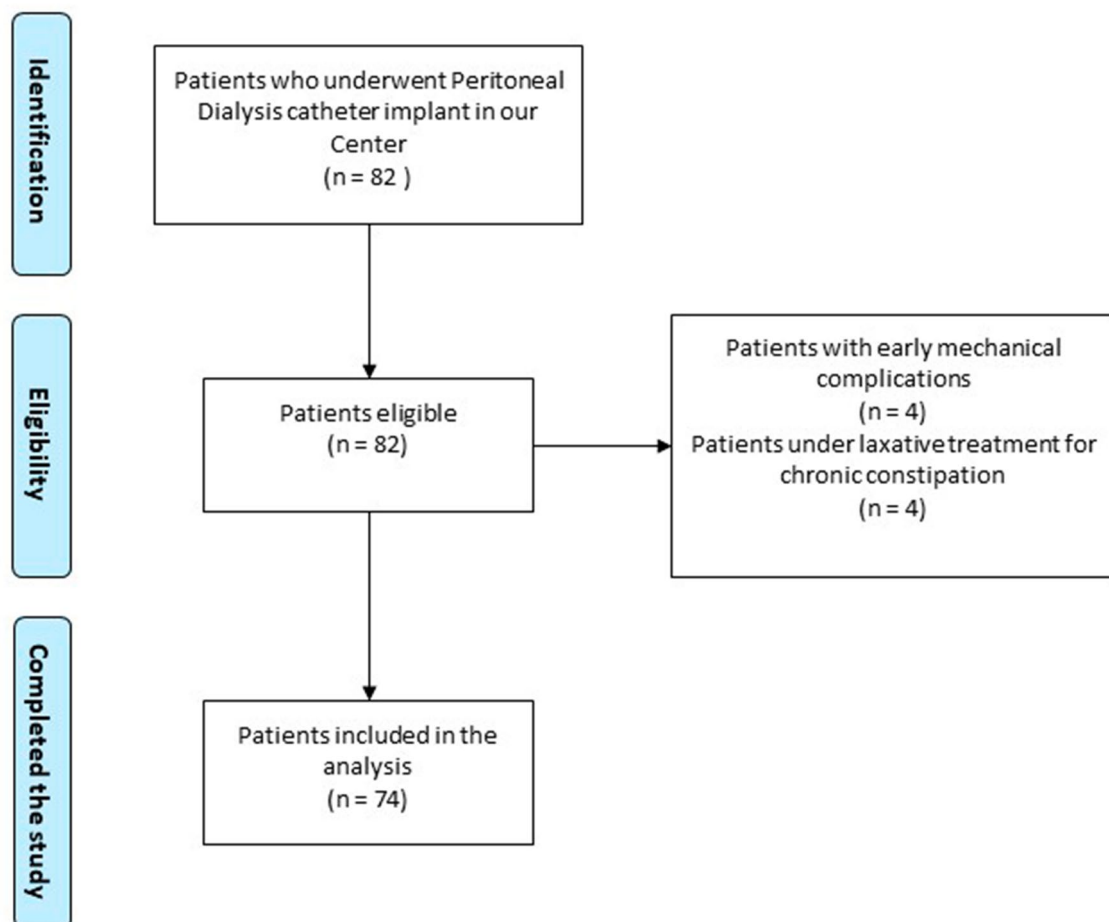 Identification
Patients who underwent Peritoneal
Dialysis catheter implant in our
Center
(n = 82 )
Eligibility
Patients eligible
(n = 82)
Patients with early mechanical
complications
(n = 4)
Patients under laxative treatment for
chronic constipation
(n = 4)
Completed the study
Patients included in the
analysis
(n = 74)